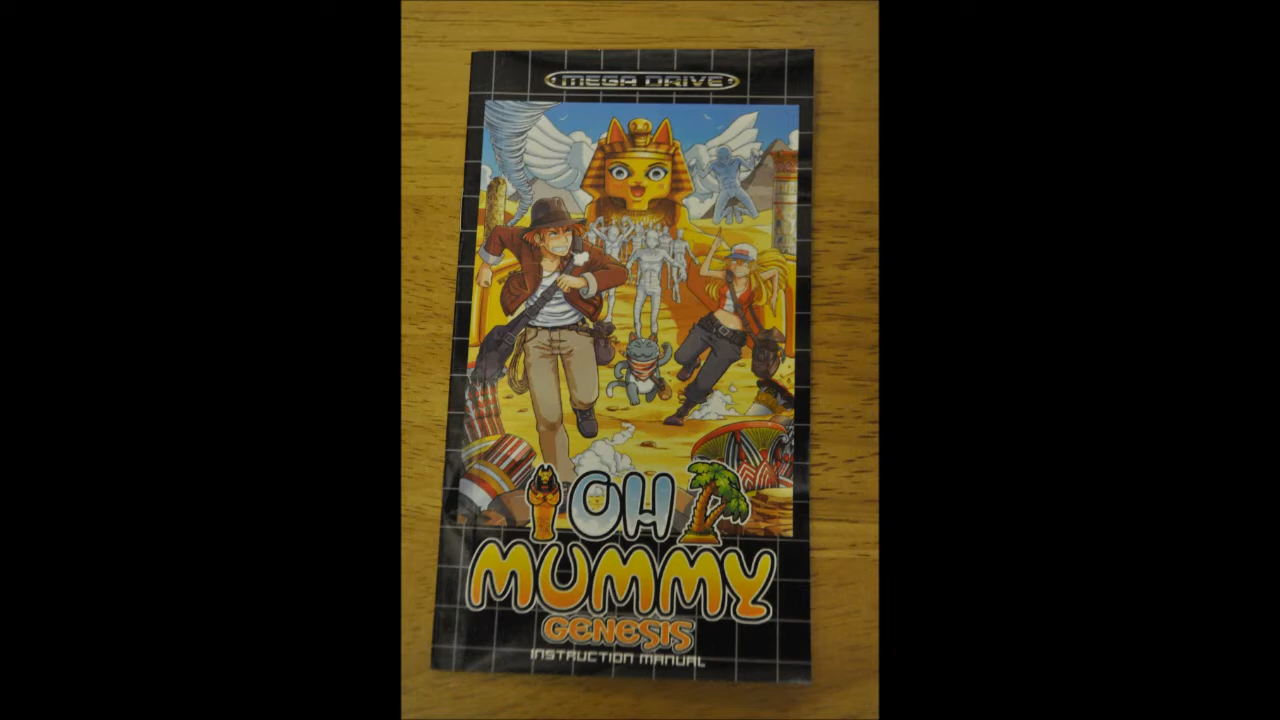 MEGA DRIVE
OH
MUMMY
GENESIS
INSTRUCTION MANUAL